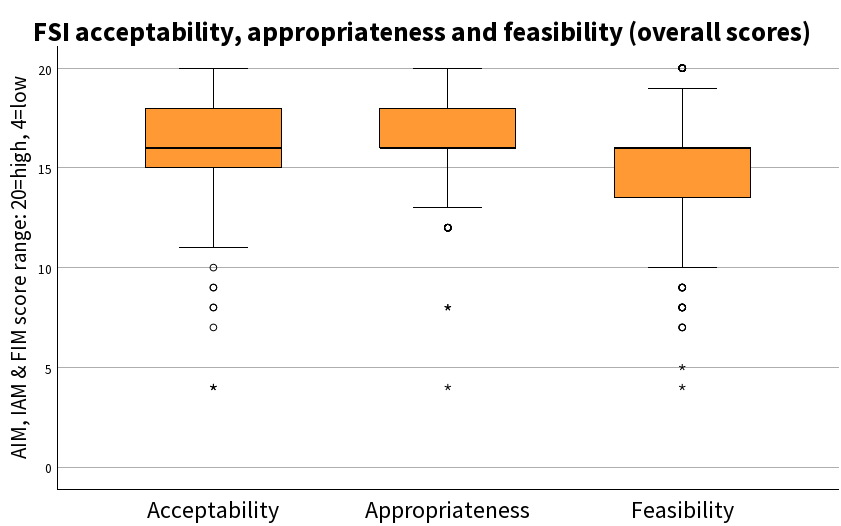 FSI acceptability, appropriateness and feasibility (overall scores)
AIM, IAM & FIM score range: 20=high, 4=low
20
15
10
5
0
Acceptability
Appropriateness
Feasibility